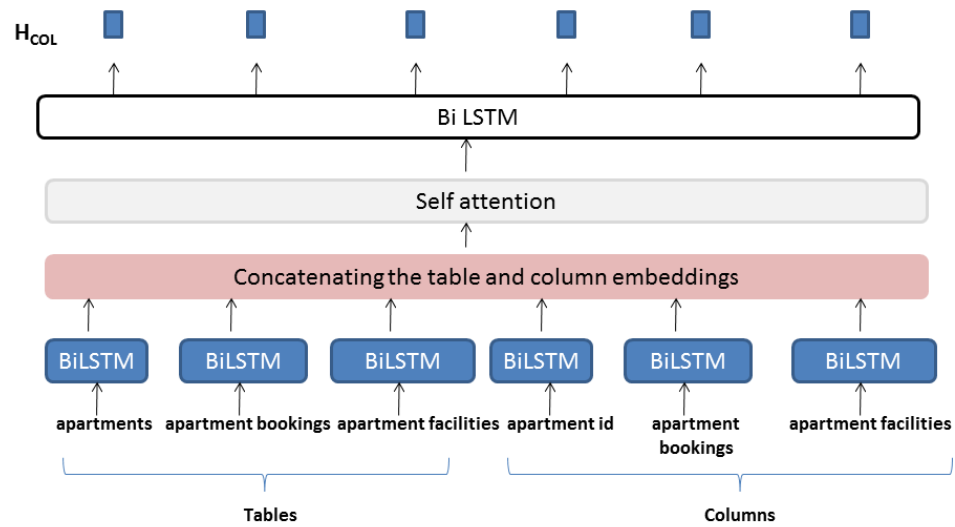 H_COL
Bi LSTM
Self attention
Concatenating the table and column embeddings
BiLSTM BiLSTM BiLSTM BiLSTM BiLSTM BiLSTM
apartments apartment bookings apartment facilities apartment id apartment apartment facilities
bookings
Tables Columns